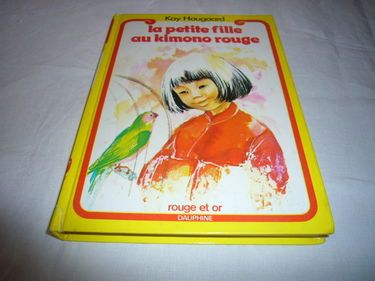 Kay Haugaard
la petite fille
au kimono rouge
rouge et or
DAUPHINE